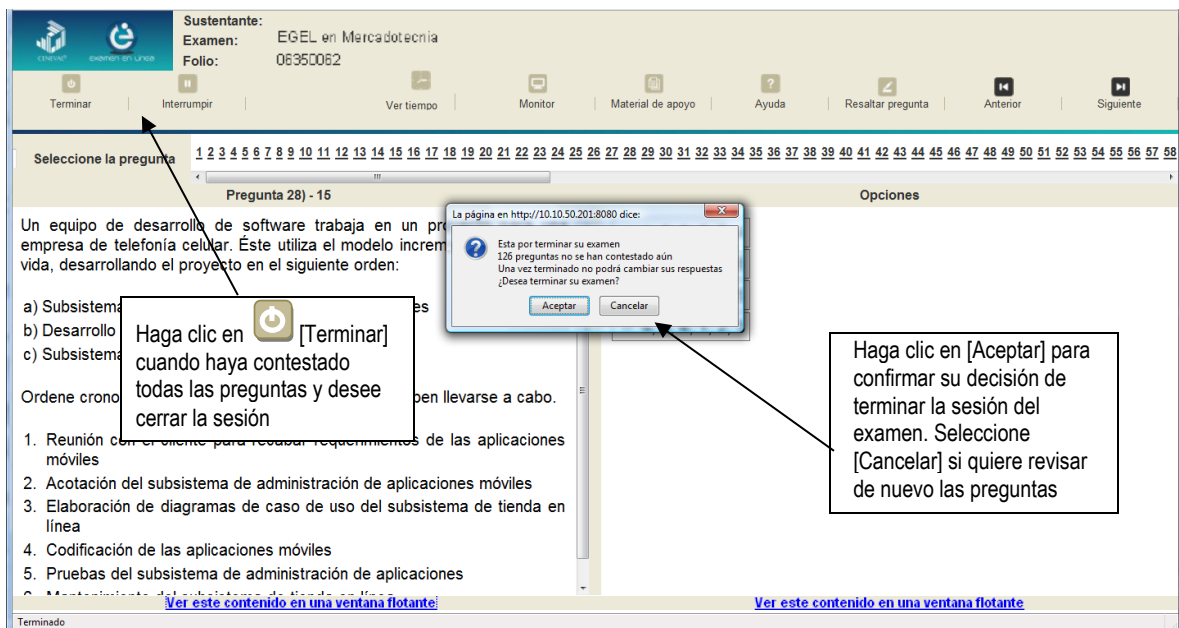 Sustentante:
Examen: EGEL en Mercadotecnia
Folio: 06350062
CENEVAL examen en línea
Terminar Interrumpir Ver tiempo Monitor Material de apoyo Ayuda Resaltar pregunta Anterior Siguiente
Seleccione la pregunta 1 2 3 4 5 6 7 8 9 10 11 12 13 14 15 16 17 18 19 20 21 22 23 24 25 26 27 28 29 30 31 32 33 34 35 36 37 38 39 40 41 42 43 44 45 46 47 48 49 50 51 52 53 54 55 56 57 58
Pregunta 28) - 15 Opciones
Un equipo de desarrollo de software trabaja en un
empresa de telefonía celular. Éste utiliza el modelo
vida, desarrollando el proyecto en el siguiente orden:
a) Subsistema
b) Desarrollo
c) Subsistema
Ordene llevarse a cabo.
1. Reunión con el cliente para recabar requerimientos de las aplicaciones
móviles
2. Acotación del subsistema de administración de aplicaciones móviles
3. Elaboración de diagramas de caso de uso del subsistema de tienda en
línea
4. Codificación de las aplicaciones móviles
5. Pruebas del subsistema de administración de aplicaciones
La página en http://10.10.50.201:8080 dice:
Esta por terminar su examen
126 preguntas no se han contestado aún
Una vez terminado no podrá cambiar sus respuestas
¿Desea terminar su examen?
Aceptar Cancelar
Haga clic en [Terminar]
cuando haya contestado
todas las preguntas y desee
cerrar la sesión
Haga clic en [Aceptar] para
confirmar su decisión de
terminar la sesión del
examen. Seleccione
[Cancelar] si quiere revisar
de nuevo las preguntas
Ver este contenido en una ventana flotante Ver este contenido en una ventana flotante
Terminado